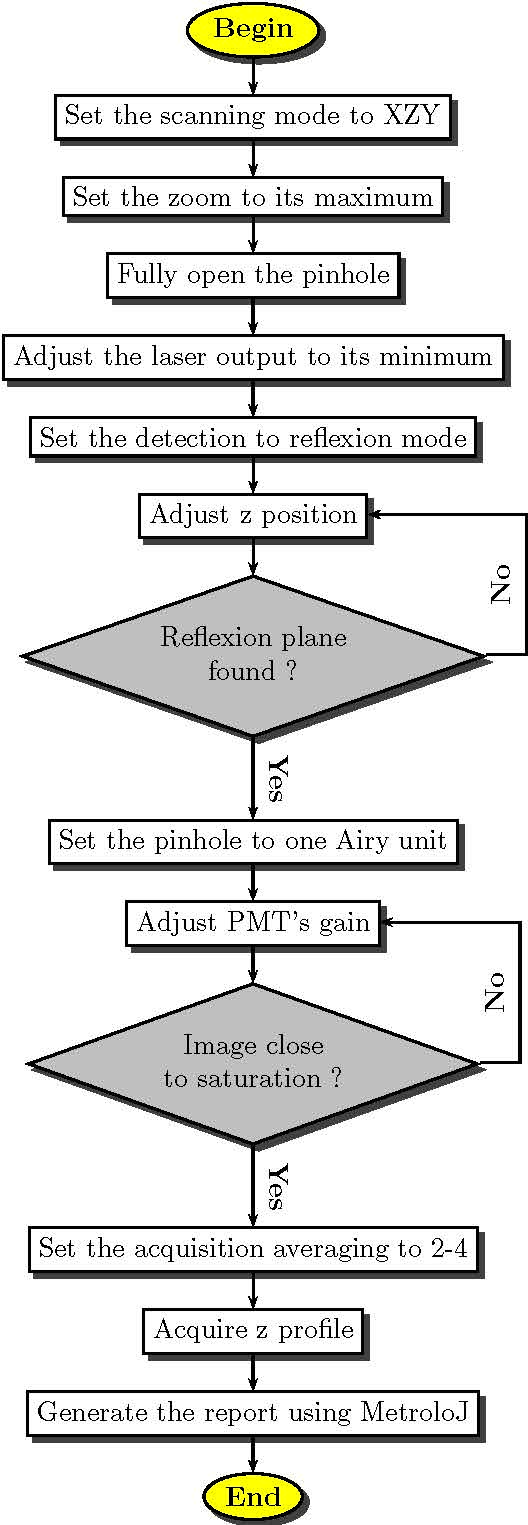 Begin
Set the scanning mode to XZY
Set the zoom to its maximum
Fully open the pinhole
Adjust the laser output to its minimum
Set the detection to reflexion mode
Adjust z position
No
Reflexion plane
found ?
Yes
Set the pinhole to one Airy unit
Adjust PMT's gain
No
Image close
to saturation ?
Yes
Set the acquisition averaging to 2-4
Acquire z profile
Generate the report using MetroloJ
End